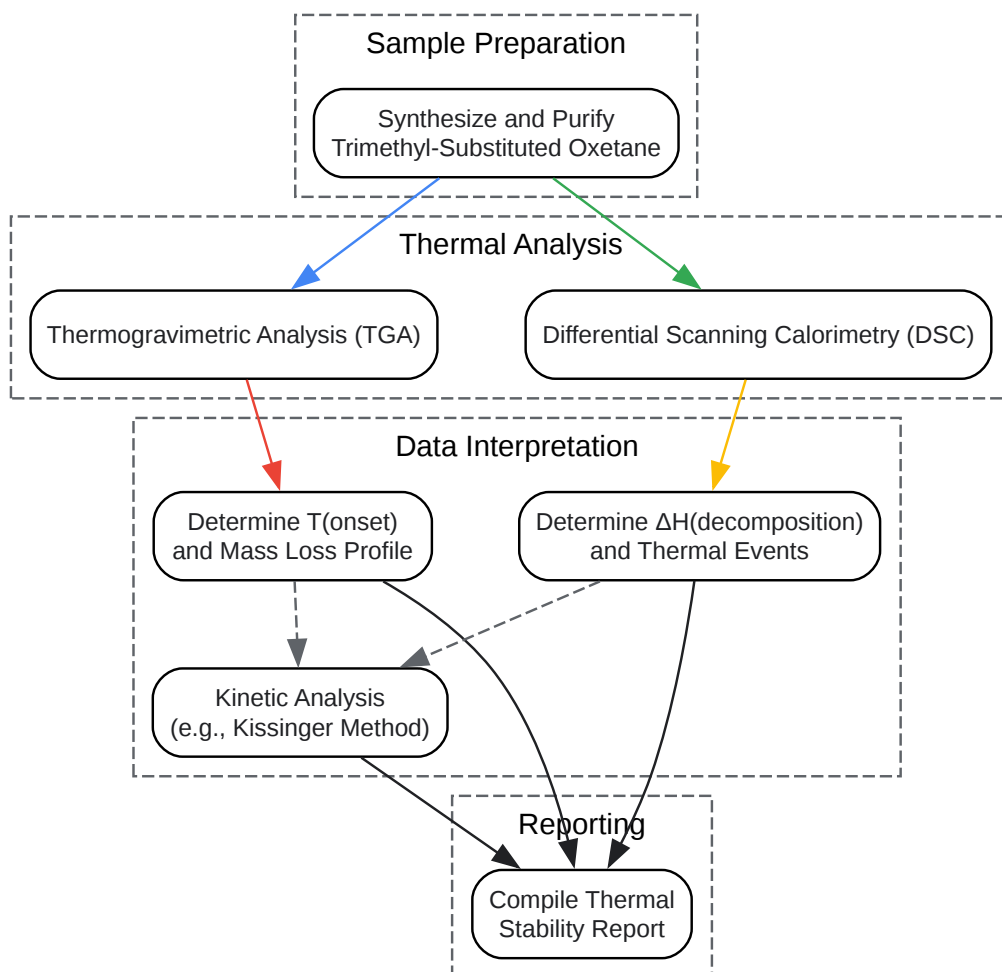 Sample Preparation
Synthesize and Purify
Trimethyl-Substituted Oxetane
Thermal Analysis
Thermogravimetric Analysis (TGA)
Differential Scanning Calorimetry (DSC)
Data Interpretation
Determine T(onset)
and Mass Loss Profile
Determine ΔH(decomposition)
and Thermal Events
Kinetic Analysis
(e.g., Kissinger Method)
Reporting
Compile Thermal
Stability Report